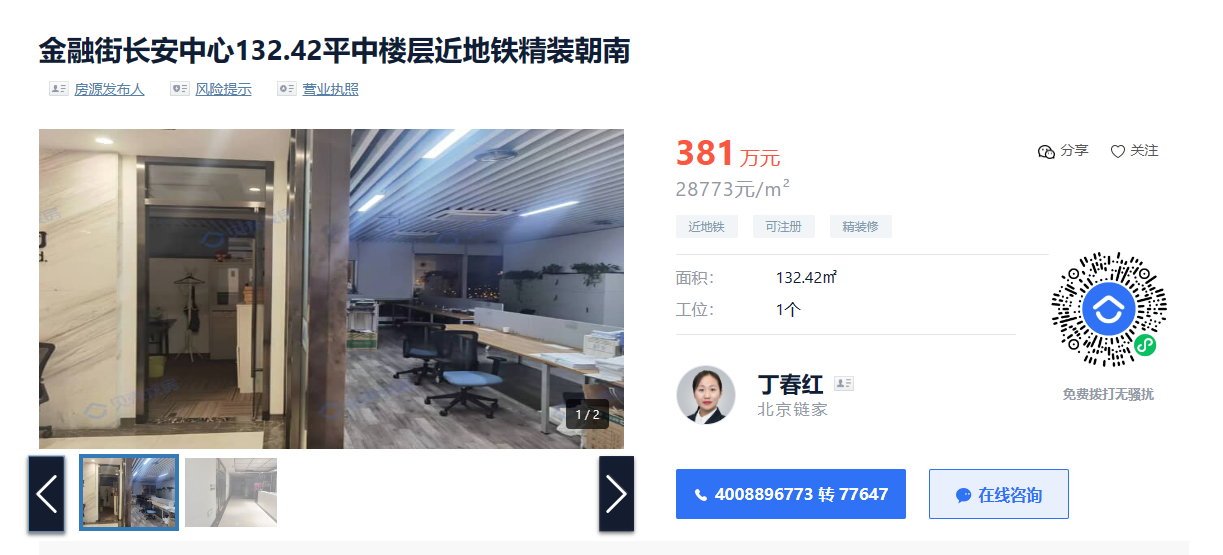 金融街长安中心132.42平中楼层近地铁精装朝南
房源发布人 风险提示 营业执照
381万元
分享 关注
28773元/m²
近地铁 可注册 精装修
面积： 132.42㎡
工位： 1个
丁春红
北京链家
免费拨打无骚扰
1 / 2
4008896773 转 77647
在线咨询